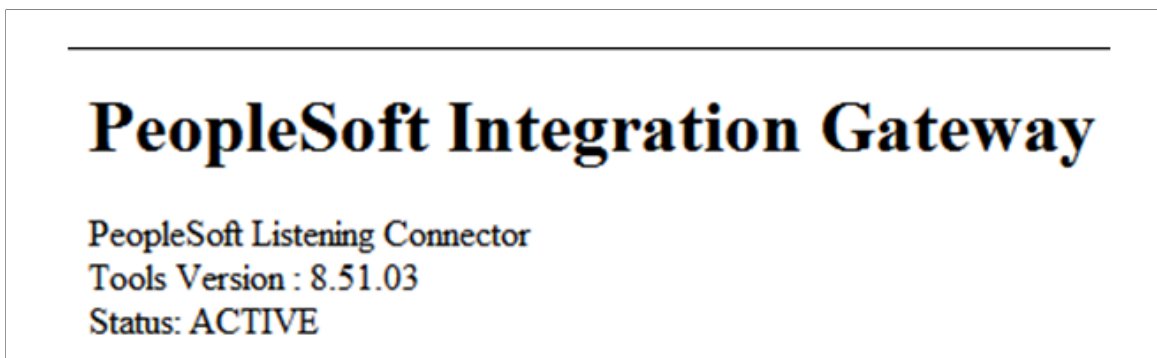 PeopleSoft Integration Gateway
PeopleSoft Listening Connector
Tools Version : 8.51.03
Status: ACTIVE